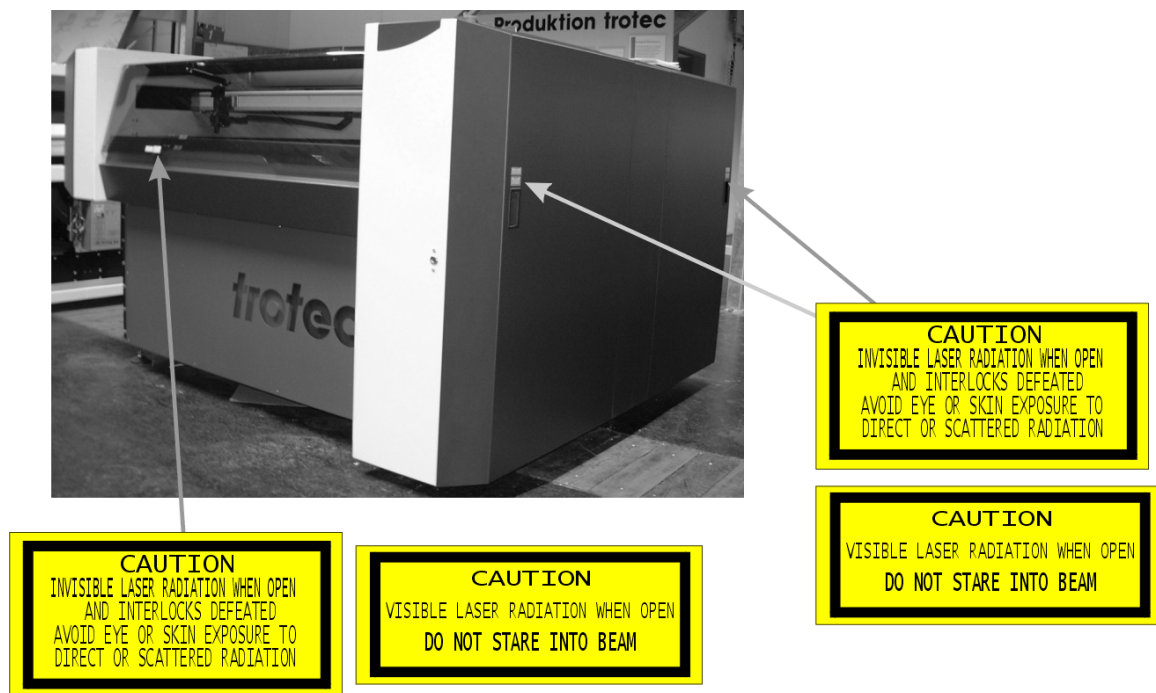 Produktion trotec
trotec
CAUTION
INVISIBLE LASER RADIATION WHEN OPEN
AND INTERLOCKS DEFEATED
AVOID EYE OR SKIN EXPOSURE TO
DIRECT OR SCATTERED RADIATION
CAUTION
VISIBLE LASER RADIATION WHEN OPEN
DO NOT STARE INTO BEAM
CAUTION
INVISIBLE LASER RADIATION WHEN OPEN
AND INTERLOCKS DEFEATED
AVOID EYE OR SKIN EXPOSURE TO
DIRECT OR SCATTERED RADIATION
CAUTION
VISIBLE LASER RADIATION WHEN OPEN
DO NOT STARE INTO BEAM